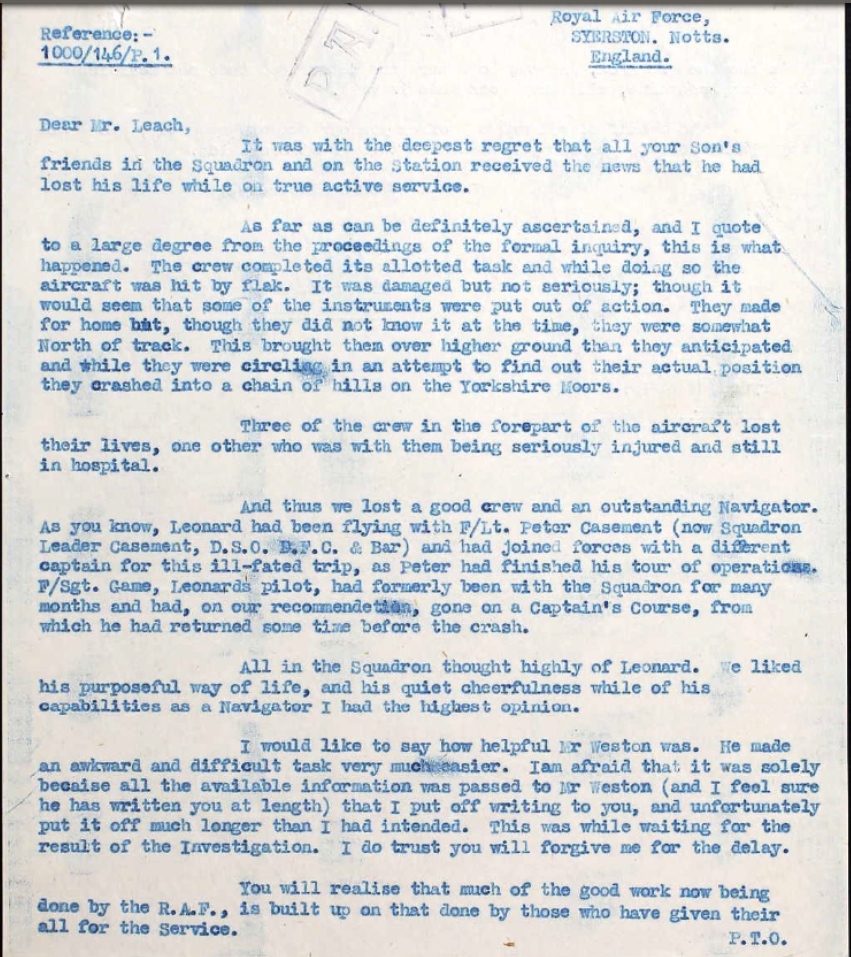 Reference:-
1000/146/P.1.
P.A.
Royal Air Force,
SYERSTON. Notts.
England.
Dear Mr. Leach,
It was with the deepest regret that all your Son's
friends in the Squadron and on the Station received the news that he had
lost his life while on true active service.
As far as can be definitely ascertained, and I quote
to a large degree from the proceedings of the formal inquiry, this is what
happened. The crew completed its allotted task and while doing so the
aircraft was hit by flak. It was damaged but not seriously; though it
would seem that some of the instruments were put out of action. They made
for home but, though they did not know it at the time, they were somewhat
North of track. This brought them over higher ground than they anticipated
and while they were circling in an attempt to find out their actual position
they crashed into a chain of hills on the Yorkshire Moors.
Three of the crew in the forepart of the aircraft lost
their lives, one other who was with them being seriously injured and still
in hospital.
And thus we lost a good crew and an outstanding Navigator.
As you know, Leonard had been flying with F/Lt. Peter Casement (now Squadron
Leader Casement, D.S.O. D.F.C. & Bar) and had joined forces with a different
captain for this ill-fated trip, as Peter had finished his tour of operations.
F/Sgt. Game, Leonards pilot, had formerly been with the Squadron for many
months and had, on our recommendetion, gone on a Captain's Course, from
which he had returned some time before the crash.
All in the Squadron thought highly of Leonard. We liked
his purposeful way of life, and his quiet cheerfulness while of his
capabilities as a Navigator I had the highest opinion.
I would like to say how helpful Mr Weston was. He made
an awkward and difficult task very much easier. Iam afraid that it was solely
becaise all the available information was passed to Mr Weston (and I feel sure
he has written you at length) that I put off writing to you, and unfortunately
put it off much longer than I had intended. This was while waiting for the
result of the Investigation. I do trust you will forgive me for the delay.
You will realise that much of the good work now being
done by the R.A.F., is built up on that done by those who have given their
all for the Service.
P.T.O.